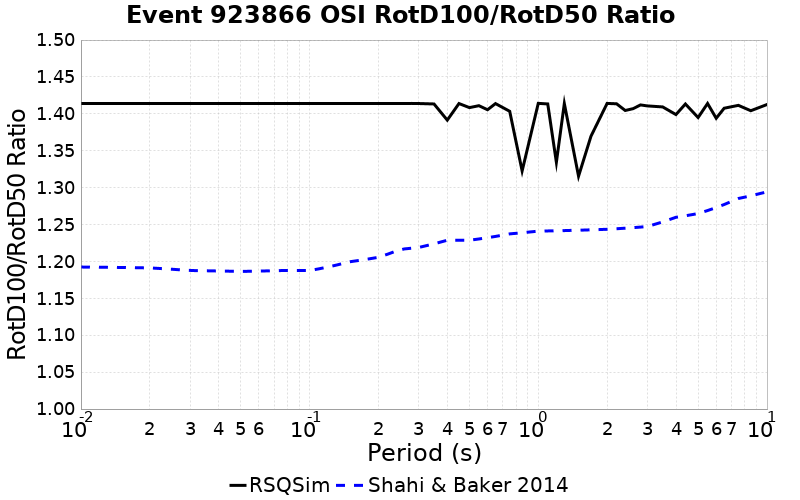 Event 923866 OSI RotD100/RotD50 Ratio
RotD100/RotD50 Ratio
1.50
1.45
1.40
1.35
1.30
1.25
1.20
1.15
1.10
1.05
1.00
10-2 2 3 4 5 6 10-1 2 3 4 5 6 7 100 2 3 4 5 6 7 101
Period (s)
RSQSim Shahi & Baker 2014